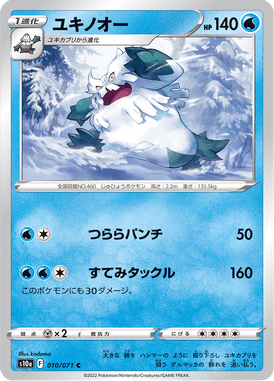 1進化
ユキノオー
HP 140
ユキカブリから進化
全国図鑑NO.460 じゅひょうポケモン 高さ:2.2m 重さ:135.5kg
つららパンチ 50
すてみタックル 160
このポケモンにも30ダメージ。
弱点 ×2 抵抗力 にげる
Illus.kodama
s10a F 010/071 C
大きな 腕を ハンマーの ように 振り下ろし ユキカブリの
©2022 Pokémon/Nintendo/Creatures/GAME FREAK.